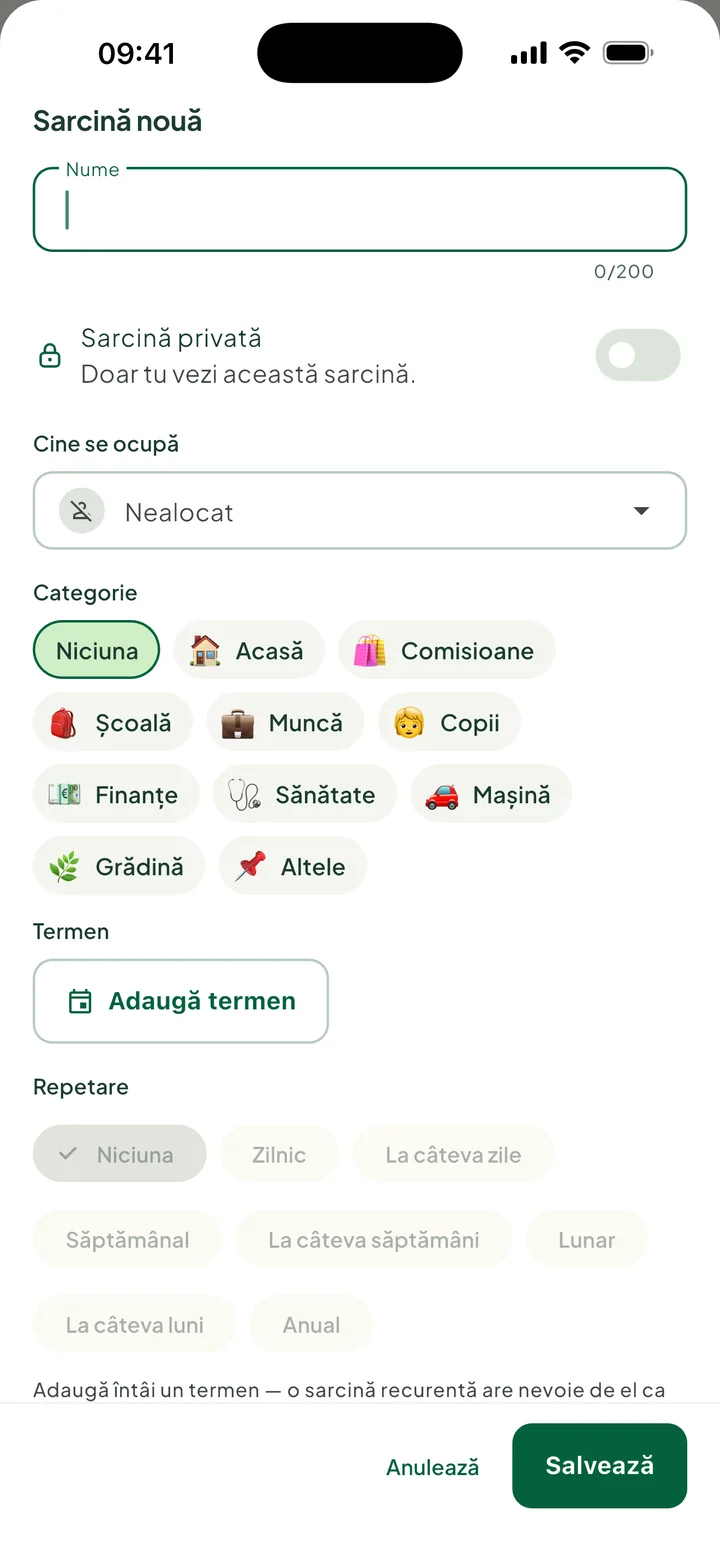 09:41
Sarcină nouă
Nume
0/200
Sarcină privată
Doar tu vezi această sarcină.
Cine se ocupă
Nealocat
Categorie
Niciuna Acasă Comisioane
Școală Muncă Copii
Finanțe Sănătate Mașină
Grădină Altele
Termen
Adaugă termen
Repetare
Niciuna Zilnic La câteva zile
Săptămânal La câteva săptămâni Lunar
La câteva luni Anual
Adaugă întâi un termen — o sarcină recurentă are nevoie de el ca
Anulează Salvează